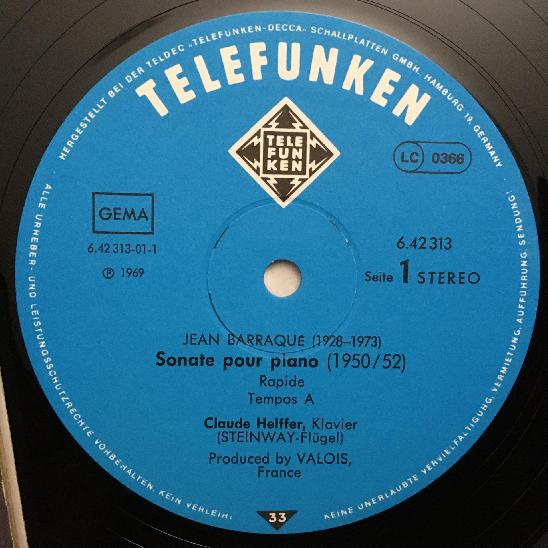 HERGESTELLT BEI DER TELDEC „TELEFUNKEN-DECCA“ SCHALLPLATTEN GMBH, HAMBURG 19, GERMANY
TELEFUNKEN
TELE
FUN
KEN
LC 0366
GEMA
6.42 313-01-1
℗ 1969
6.42 313
Seite 1 STEREO
JEAN BARRAQUÉ (1928–1973)
Sonate pour piano (1950/52)
Rapide
Tempos A
Claude Helffer, Klavier
(STEINWAY-Flügel)
Produced by VALOIS,
France
33
ALLE URHEBER- UND LEISTUNGSSCHUTZRECHTE VORBEHALTEN. KEIN VERLEIH!
KEINE UNERLAUBTE VERVIELFÄLTIGUNG, VERMIETUNG, AUFFÜHRUNG, SENDUNG!